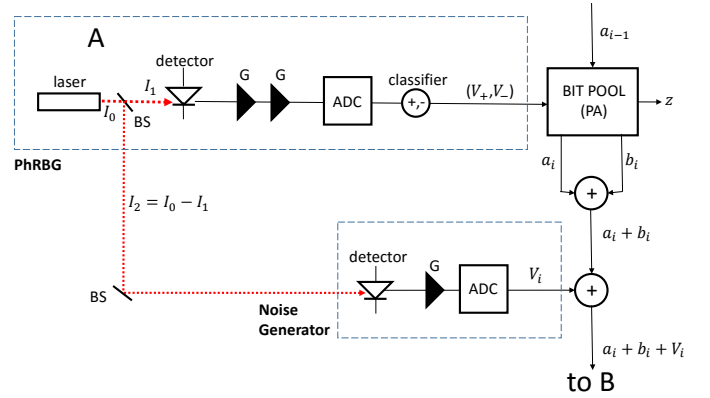 A
a_{i−1}
detector
laser
I_1
G
G
classifier
ADC
+,-
(V_+,V_−)
BIT POOL
(PA)
z
I_0
BS
PhRBG
a_i
b_i
+
I_2 = I_0 − I_1
a_i + b_i
detector
G
ADC
V_i
+
BS
Noise
Generator
a_i + b_i + V_i
to B